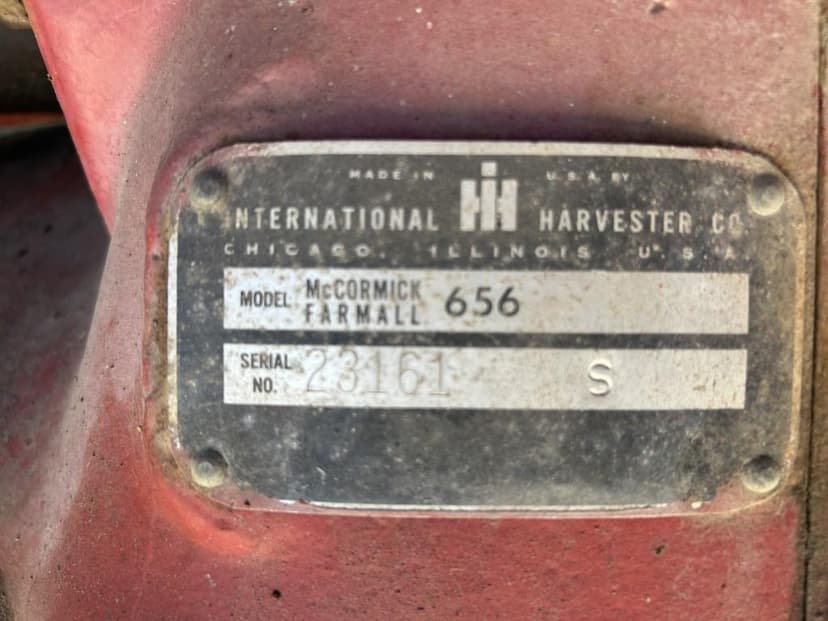 MADE IN IH U.S.A. BY
INTERNATIONAL HARVESTER CO
CHICAGO, ILLINOIS U.S.A.
MODEL McCORMICK FARMALL 656
SERIAL NO. 23161 S